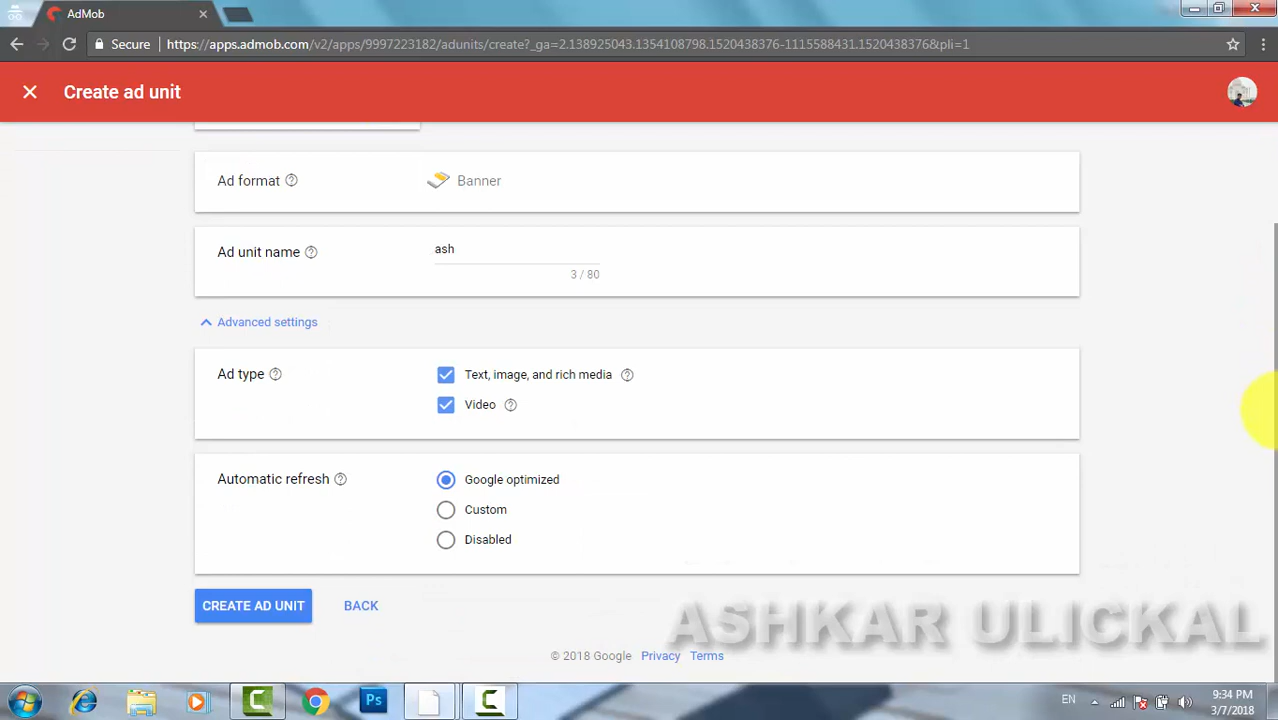 AdMob
Secure https://apps.admob.com/v2/apps/9997223182/adunits/create?_ga=2.138925043.1354108798.1520438376-1115588431.1520438376&pli=1
Create ad unit
Ad format
Banner
Ad unit name
ash
3 / 80
Advanced settings
Ad type
Text, image, and rich media
Video
Automatic refresh
Google optimized
Custom
Disabled
CREATE AD UNIT BACK
ASHKAR ULICKAL
© 2018 Google Privacy Terms
Ps
EN
9:34 PM
3/7/2018